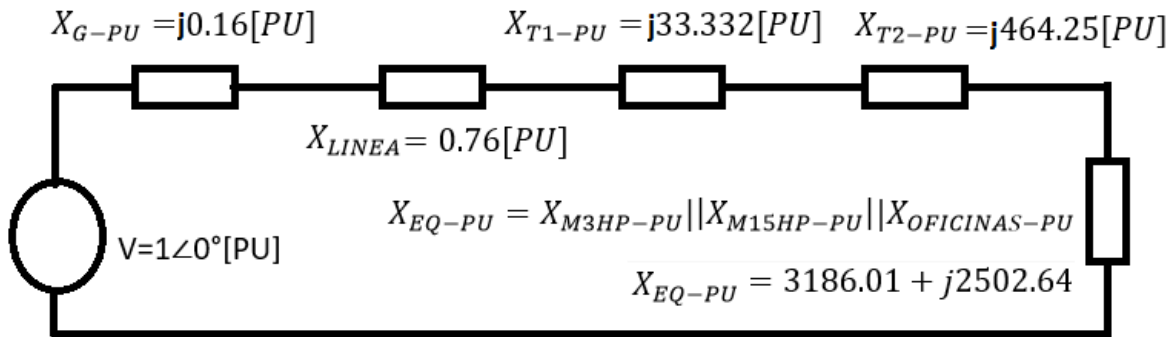 X_{G-PU} =j0.16[PU]
X_{T1-PU} =j33.332[PU]
X_{T2-PU} =j464.25[PU]
X_{LINEA}= 0.76[PU]
X_{EQ-PU} = X_{M3HP-PU}||X_{M15HP-PU}||X_{OFICINAS-PU}
V=1∠0°[PU]
X_{EQ-PU} = 3186.01 + j2502.64